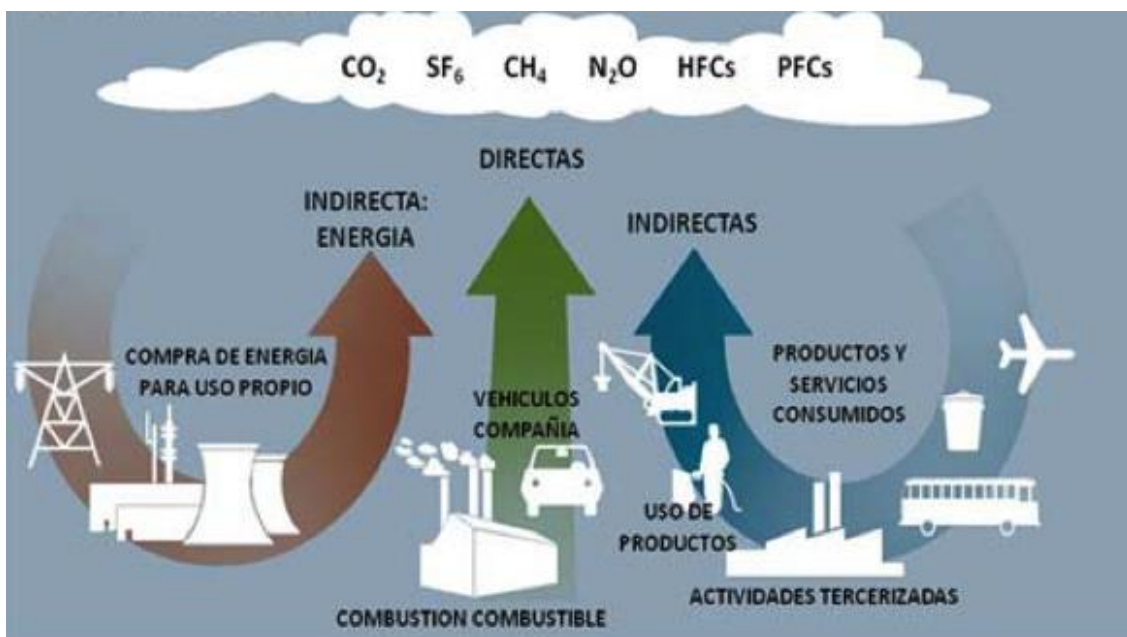 CO₂ SF₆ CH₄ N₂O HFCs PFCs
DIRECTAS
INDIRECTA:
ENERGIA
INDIRECTAS
COMPRA DE ENERGIA
PARA USO PROPIO
VEHICULOS
COMPAÑIA
PRODUCTOS Y
SERVICIOS
CONSUMIDOS
USO DE
PRODUCTOS
COMBUSTION COMBUSTIBLE
ACTIVIDADES TERCERIZADAS